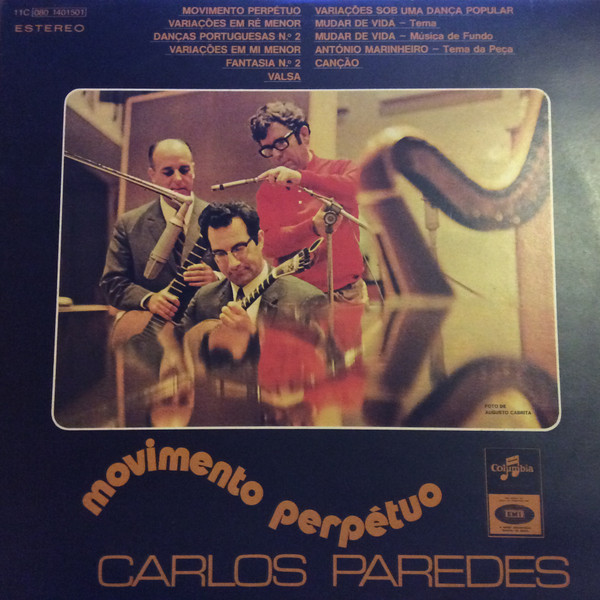 11C 080 1401501
ESTEREO
MOVIMENTO PERPÉTUO
VARIAÇÕES EM RÉ MENOR
DANÇAS PORTUGUESAS N.º 2
VARIAÇÕES EM MI MENOR
FANTASIA N.º 2
VALSA
VARIAÇÕES SOB UMA DANÇA POPULAR
MUDAR DE VIDA – Tema
MUDAR DE VIDA – Música de Fundo
ANTÓNIO MARINHEIRO – Tema da Peça
CANÇÃO
FOTO DE
AUGUSTO CABRITA
movimento perpétuo
Columbia
EMI
CARLOS PAREDES